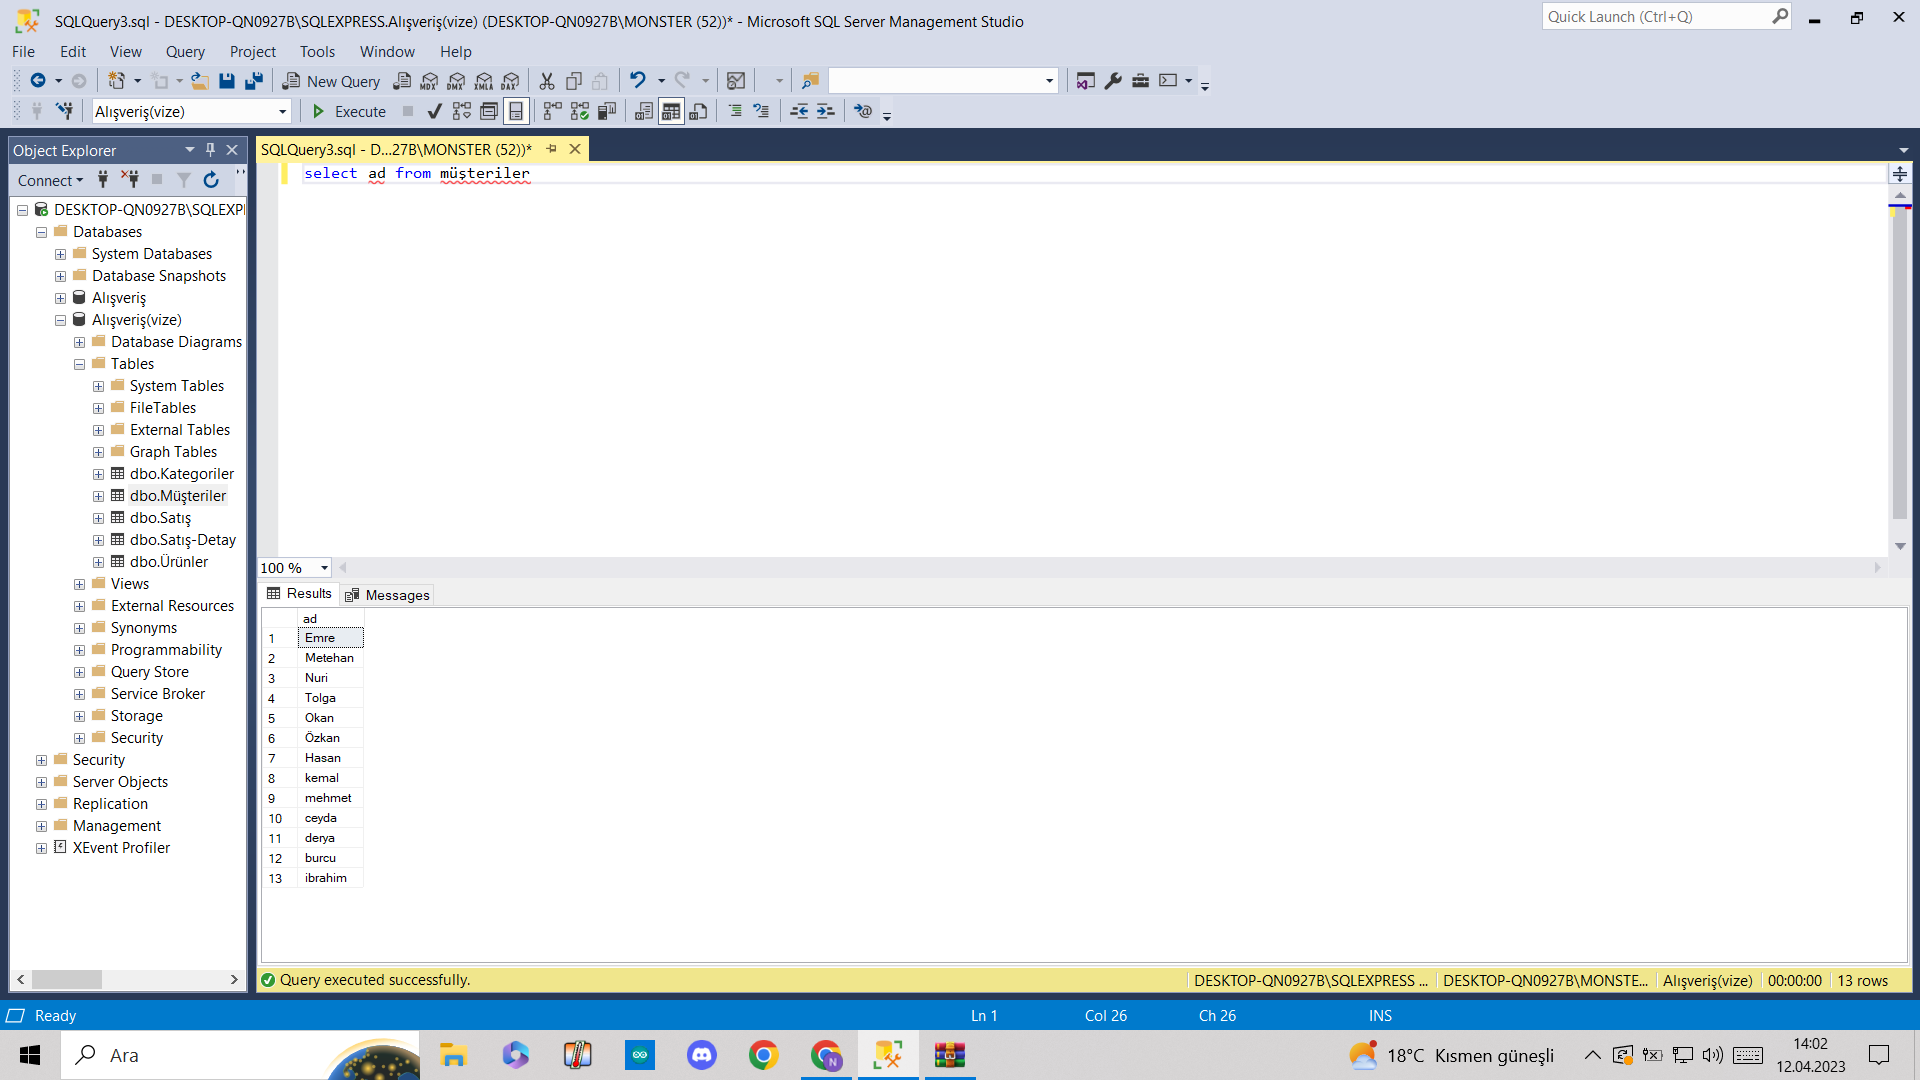 SQLQuery3.sql - DESKTOP-QN0927B\SQLEXPRESS.Alışveriş(vize) (DESKTOP-QN0927B\MONSTER (52))* - Microsoft SQL Server Management Studio
Quick Launch (Ctrl+Q)
File Edit View Query Project Tools Window Help
New Query
MDX DMX XMLA DAX
Alışveriş(vize)
Execute
Object Explorer
SQLQuery3.sql - D...27B\MONSTER (52))*
Connect
select ad from müşteriler
DESKTOP-QN0927B\SQLEXPI
Databases
System Databases
Database Snapshots
Alışveriş
Alışveriş(vize)
Database Diagrams
Tables
System Tables
FileTables
External Tables
Graph Tables
dbo.Kategoriler
dbo.Müşteriler
dbo.Satış
dbo.Satış-Detay
dbo.Ürünler
Views
External Resources
Synonyms
Programmability
Query Store
Service Broker
Storage
Security
Security
Server Objects
Replication
Management
XEvent Profiler
100 %
Results Messages
ad
1 Emre
2 Metehan
3 Nuri
4 Tolga
5 Okan
6 Özkan
7 Hasan
8 kemal
9 mehmet
10 ceyda
11 derya
12 burcu
13 ibrahim
Query executed successfully.
DESKTOP-QN0927B\SQLEXPRESS ... DESKTOP-QN0927B\MONSTE... Alışveriş(vize) 00:00:00 13 rows
Ready
Ln 1 Col 26 Ch 26 INS
Ara
N
18°C Kısmen güneşli
14:02
12.04.2023